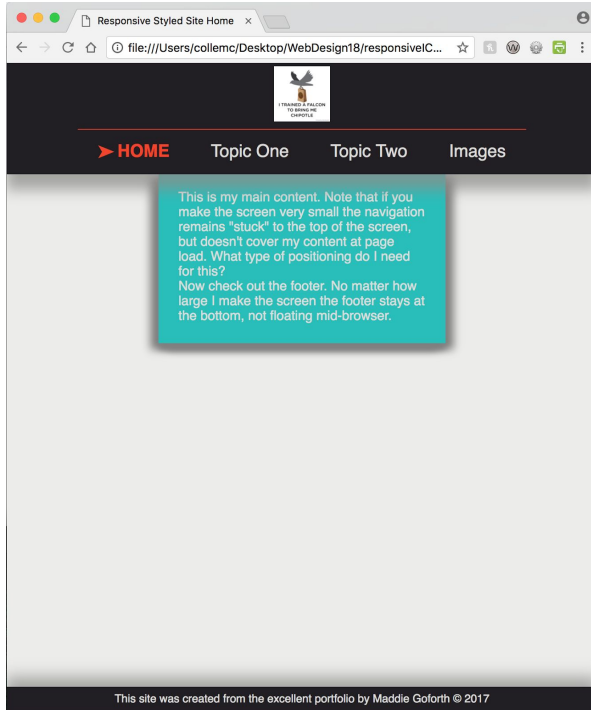 Responsive Styled Site Home
file:///Users/collemc/Desktop/WebDesign18/responsiveIC...
I TRAINED A FALCON
TO BRING ME
CHIPOTLE
➤ HOME Topic One Topic Two Images
This is my main content. Note that if you
make the screen very small the navigation
remains "stuck" to the top of the screen,
but doesn't cover my content at page
load. What type of positioning do I need
for this?
Now check out the footer. No matter how
large I make the screen the footer stays at
the bottom, not floating mid-browser.
This site was created from the excellent portfolio by Maddie Goforth © 2017